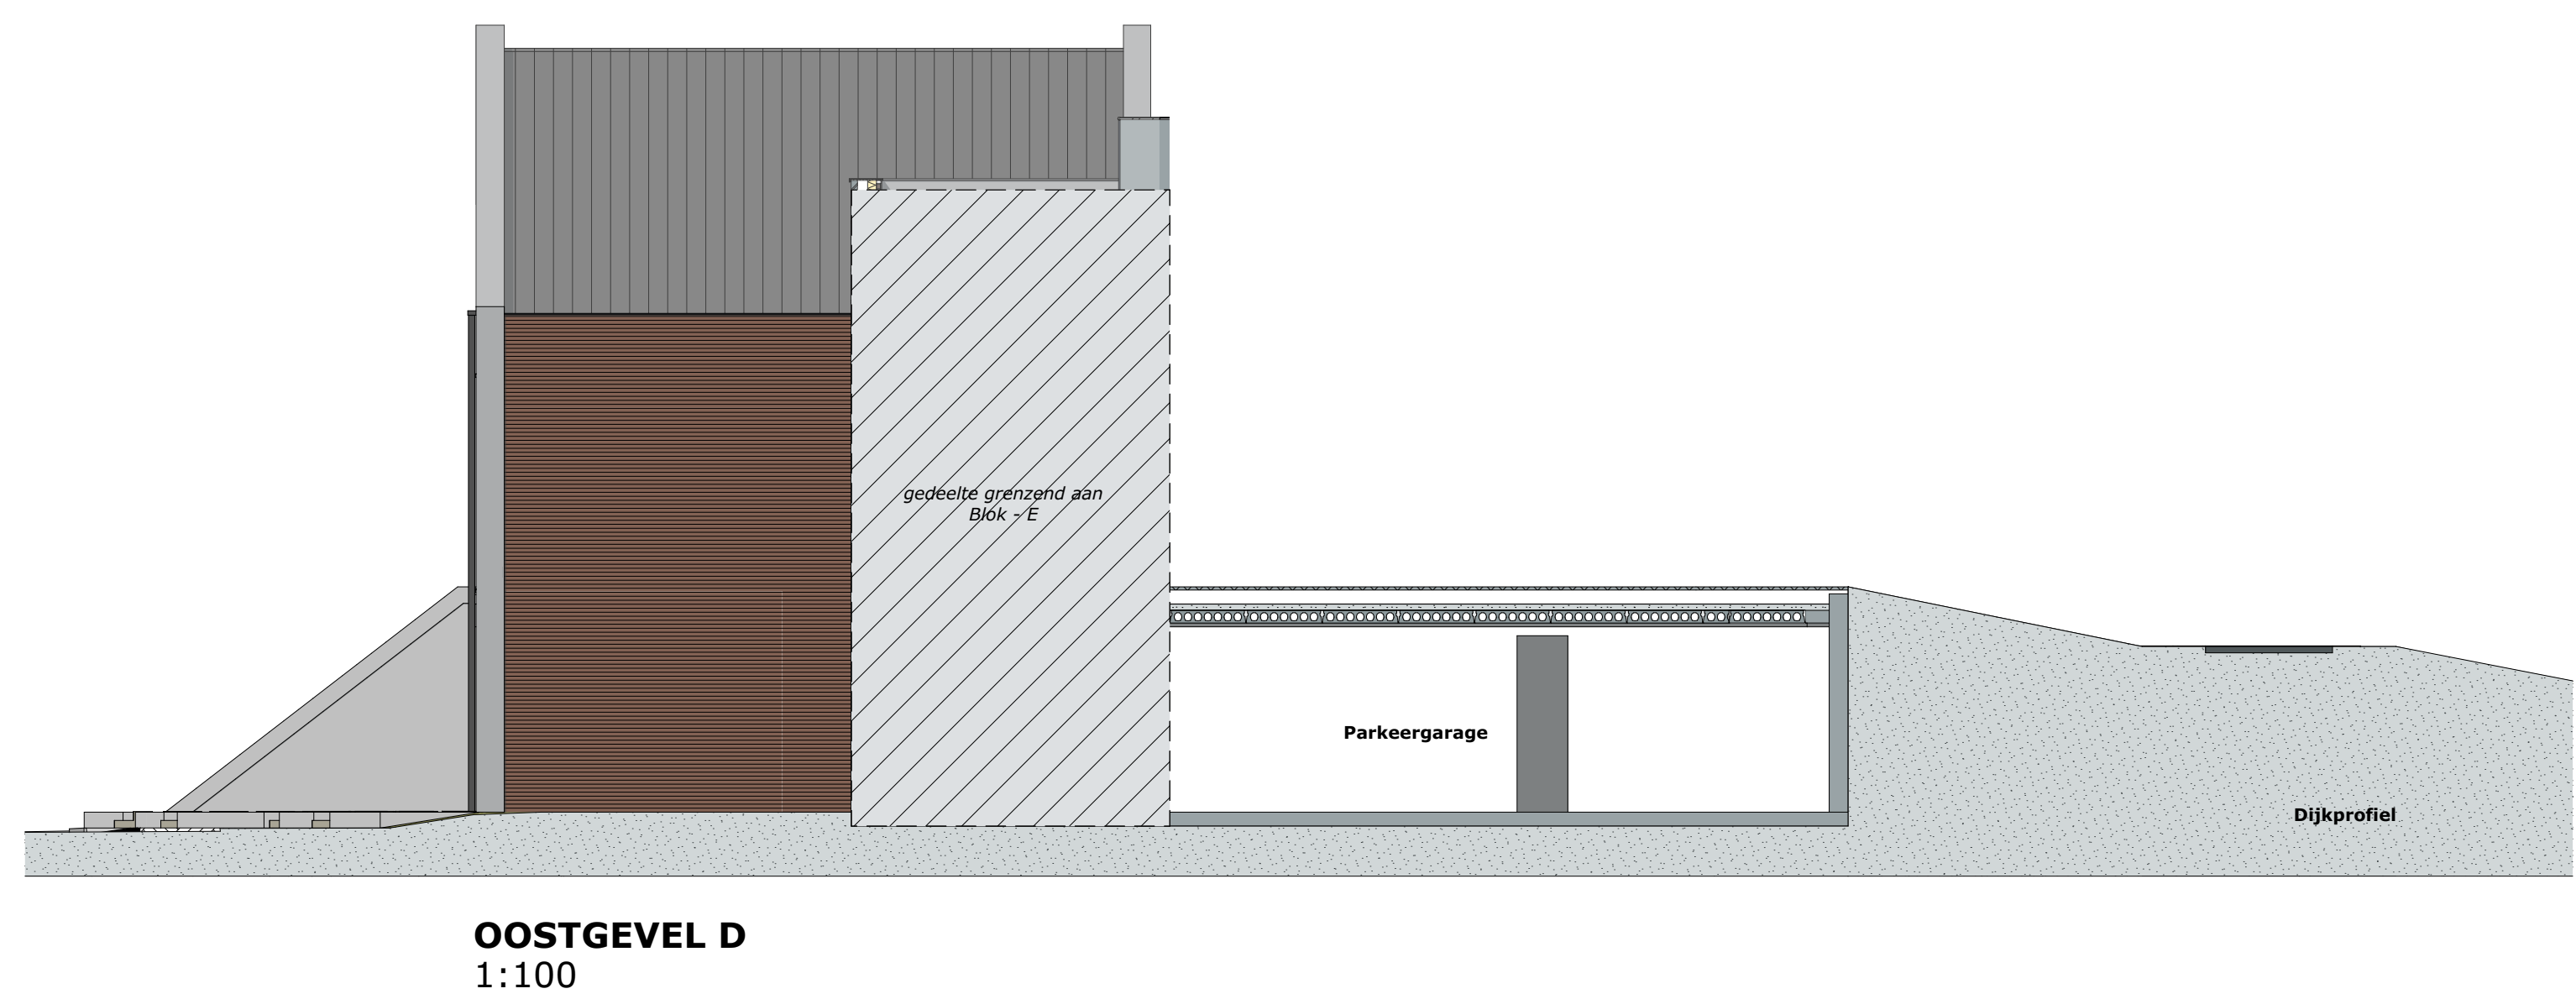 gedeelte grenzend aan
Blok - E
Parkeergarage
Dijkprofiel
OOSTGEVEL D
1:100